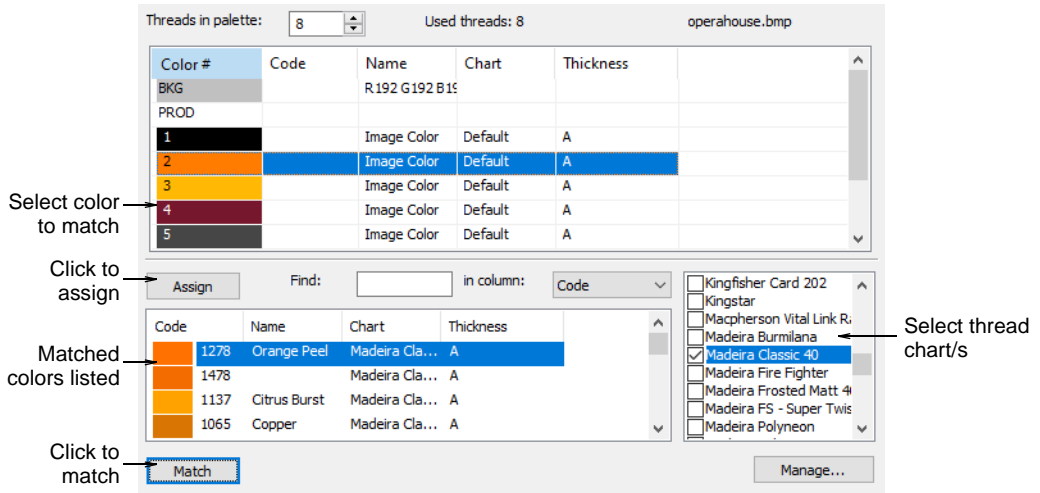 Threads in palette: 8 Used threads: 8 operahouse.bmp
Color # Code Name Chart Thickness
BKG R192 G192 B19
PROD
1 Image Color Default A
2 Image Color Default A
3 Image Color Default A
Select color to match
4 Image Color Default A
5 Image Color Default A
Click to assign
Assign Find: in column: Code
Kingfisher Card 202
Kingstar
Macpherson Vital Link Ra
Madeira Burmilana
Madeira Classic 40
Madeira Fire Fighter
Madeira Frosted Matt 4
Madeira FS - Super Twis
Madeira Polyneon
Select thread chart/s
Code Name Chart Thickness
1278 Orange Peel Madeira Cla... A
1478 Madeira Cla... A
1137 Citrus Burst Madeira Cla... A
1065 Copper Madeira Cla... A
Matched colors listed
Click to match
Match Manage...